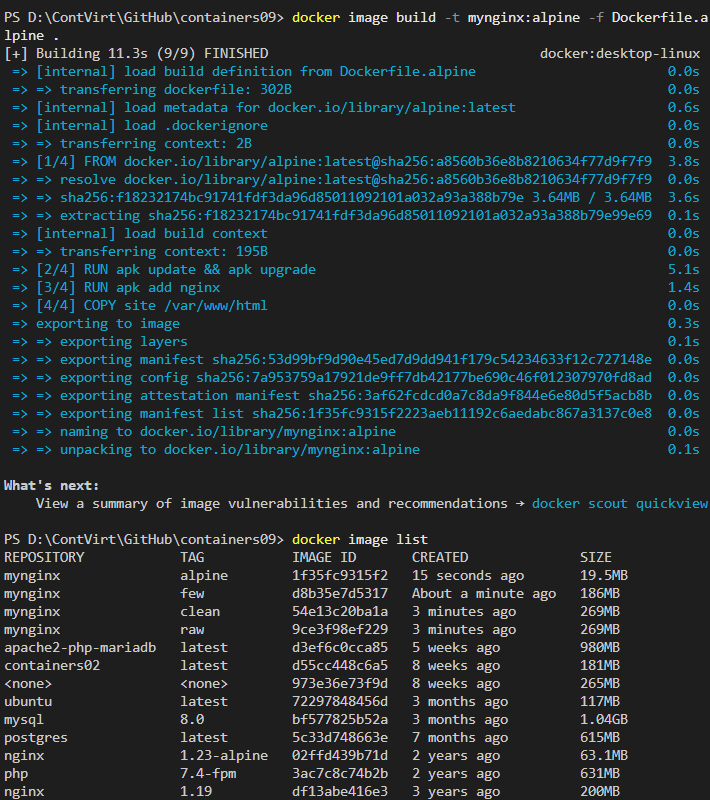 PS D:\ContVirt\GitHub\containers09> docker image build -t mynginx:alpine -f Dockerfile.a
lpine .
[+] Building 11.3s (9/9) FINISHED docker:desktop-linux
=> [internal] load build definition from Dockerfile.alpine 0.0s
=> => transferring dockerfile: 302B 0.0s
=> [internal] load metadata for docker.io/library/alpine:latest 0.6s
=> [internal] load .dockerignore 0.0s
=> => transferring context: 2B 0.0s
=> [1/4] FROM docker.io/library/alpine:latest@sha256:a8560b36e8b8210634f77d9f7f9 3.8s
=> => resolve docker.io/library/alpine:latest@sha256:a8560b36e8b8210634f77d9f7f9 0.0s
=> => sha256:f18232174bc91741fdf3da96d85011092101a032a93a388b79e 3.64MB / 3.64MB 3.6s
=> => extracting sha256:f18232174bc91741fdf3da96d85011092101a032a93a388b79e99e69 0.1s
=> [internal] load build context 0.0s
=> => transferring context: 195B 0.0s
=> [2/4] RUN apk update && apk upgrade 5.1s
=> [3/4] RUN apk add nginx 1.4s
=> [4/4] COPY site /var/www/html 0.0s
=> exporting to image 0.3s
=> => exporting layers 0.1s
=> => exporting manifest sha256:53d99bf9d90e45ed7d9dd941f179c54234633f12c727148e 0.0s
=> => exporting config sha256:7a953759a17921de9ff7db42177be690c46f012307970fd8ad 0.0s
=> => exporting attestation manifest sha256:3af62fcdcd0a7c8da9f844e6e80d5f5acb8b 0.0s
=> => exporting manifest list sha256:1f35fc9315f2223aeb11192c6aedabc867a3137c0e8 0.0s
=> => naming to docker.io/library/mynginx:alpine 0.0s
=> => unpacking to docker.io/library/mynginx:alpine 0.1s
What's next:
View a summary of image vulnerabilities and recommendations → docker scout quickview
PS D:\ContVirt\GitHub\containers09> docker image list
REPOSITORY TAG IMAGE ID CREATED SIZE
mynginx alpine 1f35fc9315f2 15 seconds ago 19.5MB
mynginx few d8b35e7d5317 About a minute ago 186MB
mynginx clean 54e13c20ba1a 3 minutes ago 269MB
mynginx raw 9ce3f98ef229 3 minutes ago 269MB
apache2-php-mariadb latest d3ef6c0cca85 5 weeks ago 980MB
containers02 latest d55cc448c6a5 8 weeks ago 181MB
<none> <none> 973e36e73f9d 8 weeks ago 265MB
ubuntu latest 72297848456d 3 months ago 117MB
mysql 8.0 bf577825b52a 3 months ago 1.04GB
postgres latest 5c33d748663e 7 months ago 615MB
nginx 1.23-alpine 02ffd439b71d 2 years ago 63.1MB
php 7.4-fpm 3ac7c8c74b2b 2 years ago 631MB
nginx 1.19 df13abe416e3 3 years ago 200MB